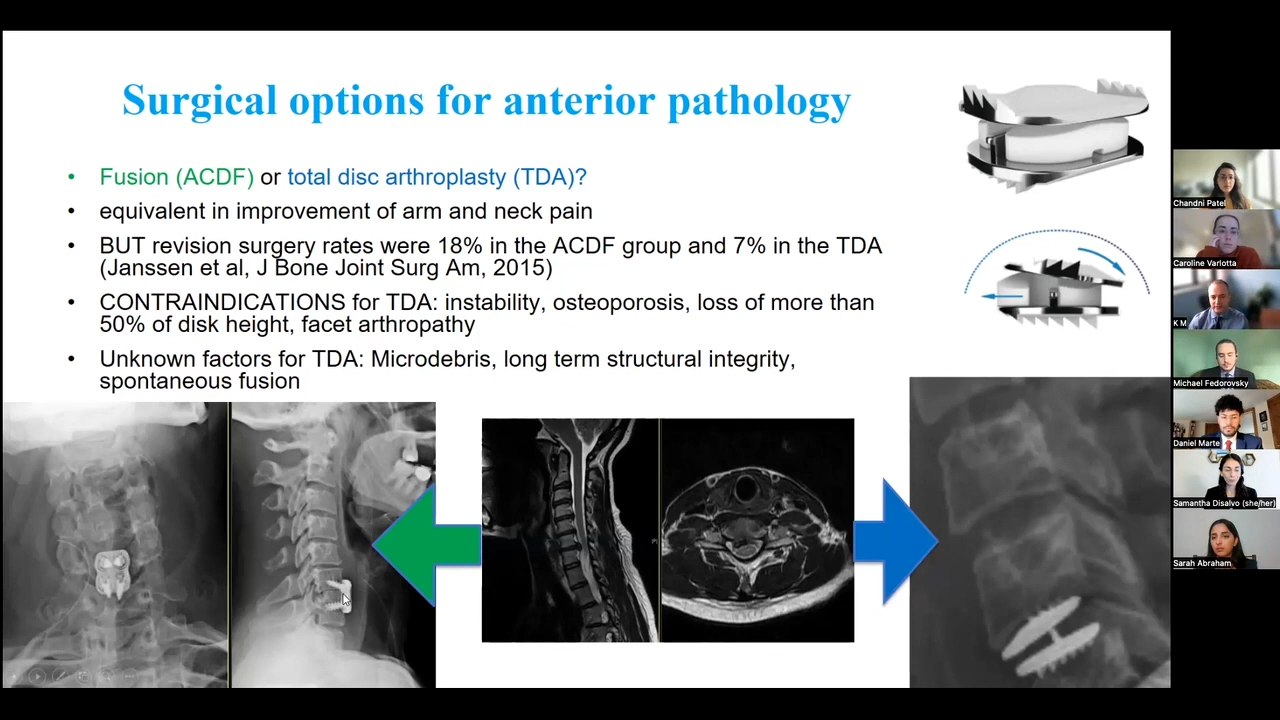 Surgical options for anterior pathology
• Fusion (ACDF) or total disc arthroplasty (TDA)?
• equivalent in improvement of arm and neck pain
• BUT revision surgery rates were 18% in the ACDF group and 7% in the TDA
(Janssen et al, J Bone Joint Surg Am, 2015)
• CONTRAINDICATIONS for TDA: instability, osteoporosis, loss of more than
50% of disk height, facet arthropathy
• Unknown factors for TDA: Microdebris, long term structural integrity,
spontaneous fusion
Chandni Patel
Caroline Varlotta
K M
Michael Fedorovsky
Daniel Marte
Samantha Disalvo (she/her)
Sarah Abraham